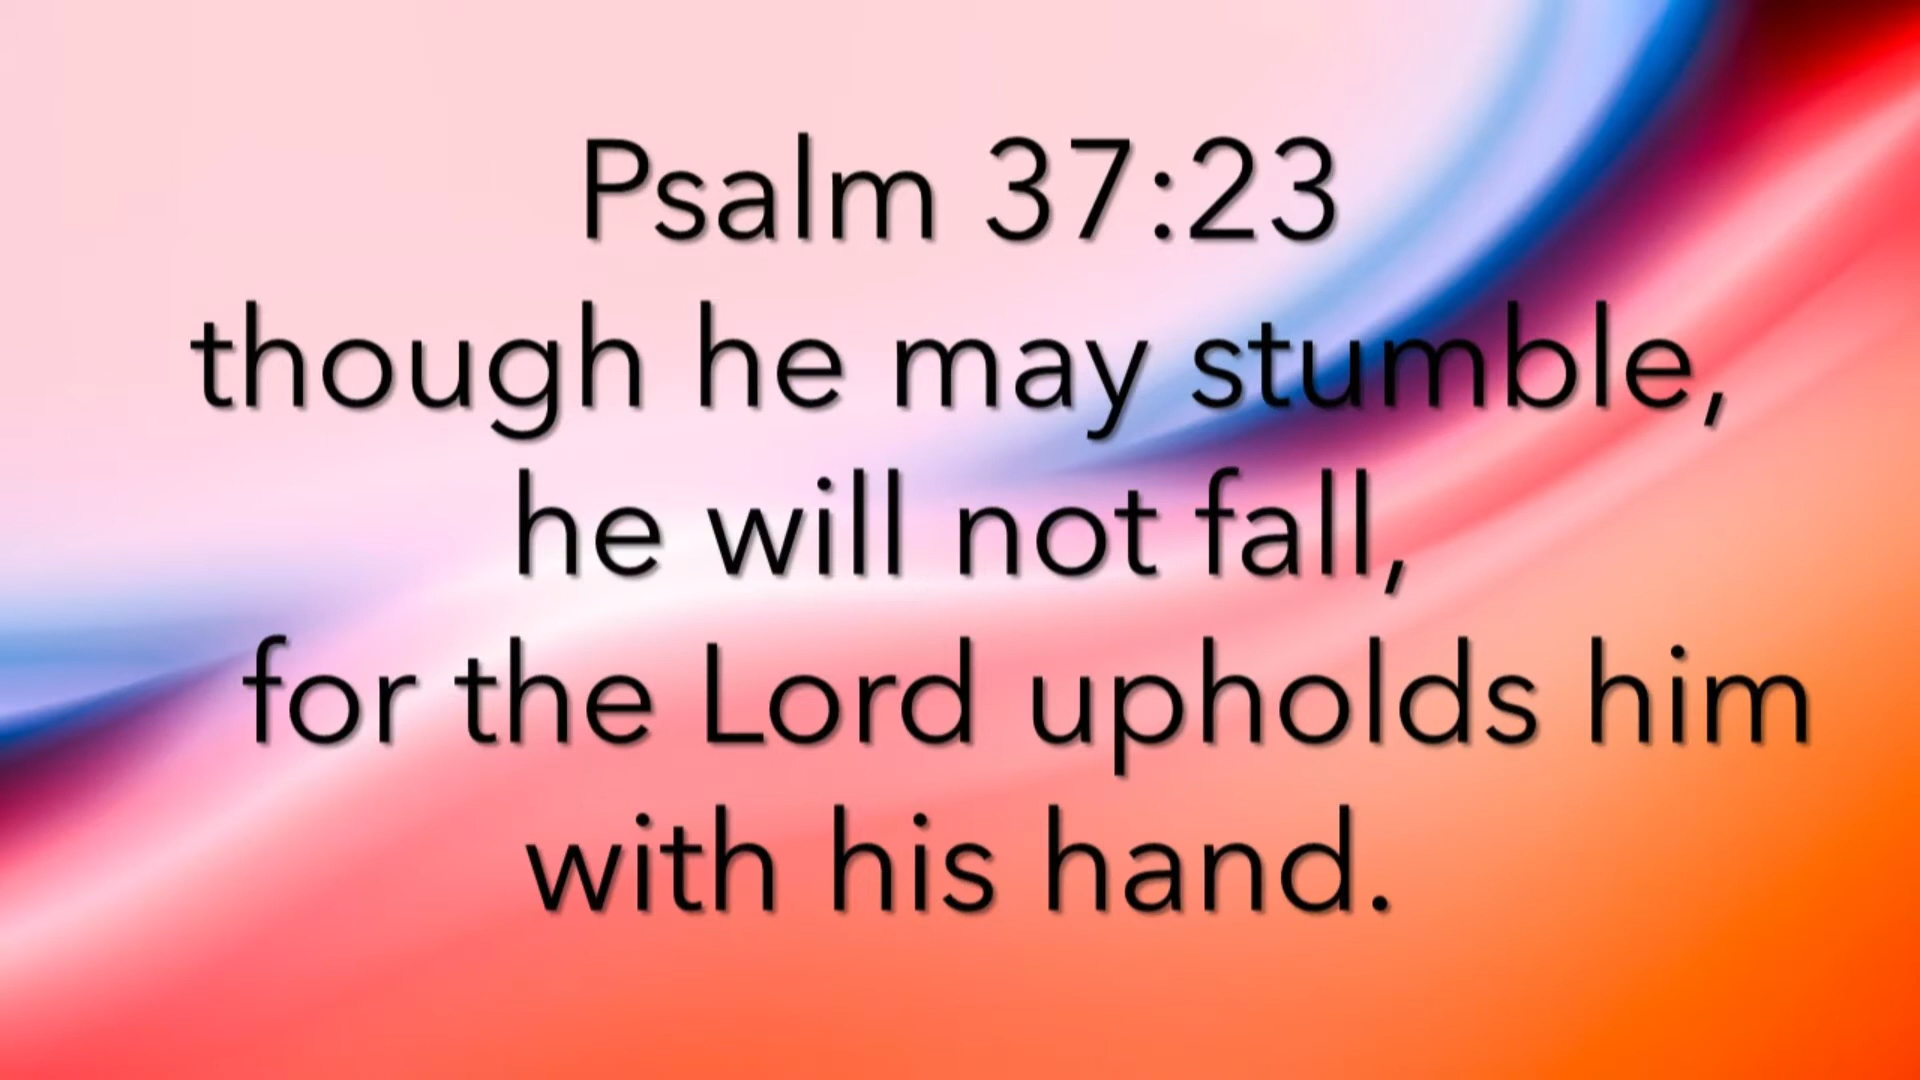 Psalm 37:23
though he may stumble,
he will not fall,
for the Lord upholds him
with his hand.